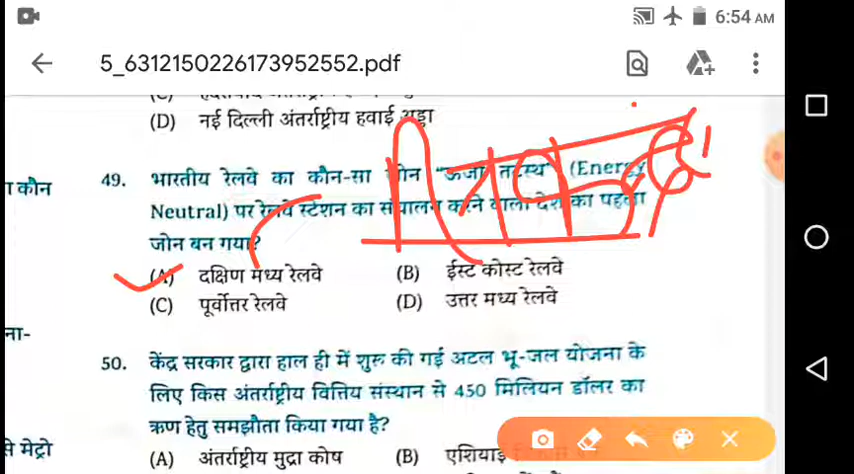 6:54 AM
5_6312150226173952552.pdf
(D) नई दिल्ली अंतर्राष्ट्रीय हवाई अड्डा
ा कौन
49. भारतीय रेलवे का कौन-सा जोन "ऊर्जा तटस्थ" (Energy
Neutral) पर रेलवे स्टेशन का संचालन करने वाला देश का पहला
जोन बन गया?
(A) दक्षिण मध्य रेलवे (B) ईस्ट कोस्ट रेलवे
(C) पूर्वोत्तर रेलवे (D) उत्तर मध्य रेलवे
ना-
50. केंद्र सरकार द्वारा हाल ही में शुरू की गई अटल भू-जल योजना के
लिए किस अंतर्राष्ट्रीय वित्तिय संस्थान से 450 मिलियन डॉलर का
ऋण हेतु समझौता किया गया है?
से मेट्रो
(A) अंतर्राष्ट्रीय मुद्रा कोष (B) एशियाई